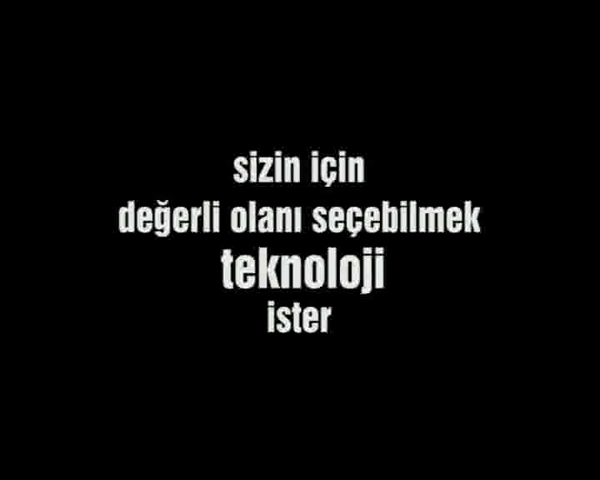 sizin için
değerli olanı seçebilmek
teknoloji
ister